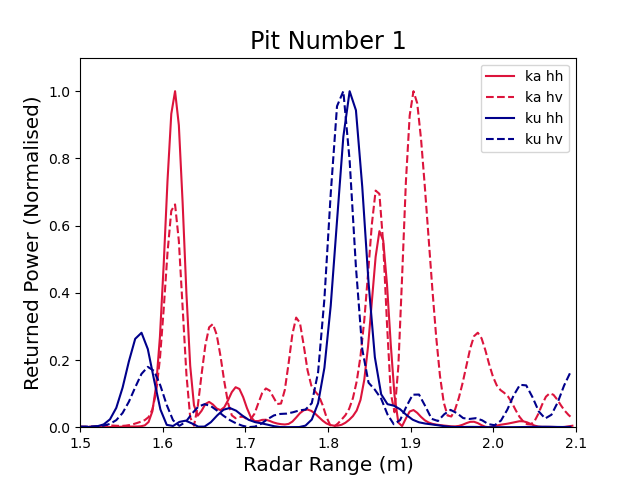 Pit Number 1
Returned Power (Normalised)
1.0
0.8
0.6
0.4
0.2
0.0
ka hh
ka hv
ku hh
ku hv
1.5 1.6 1.7 1.8 1.9 2.0 2.1
Radar Range (m)